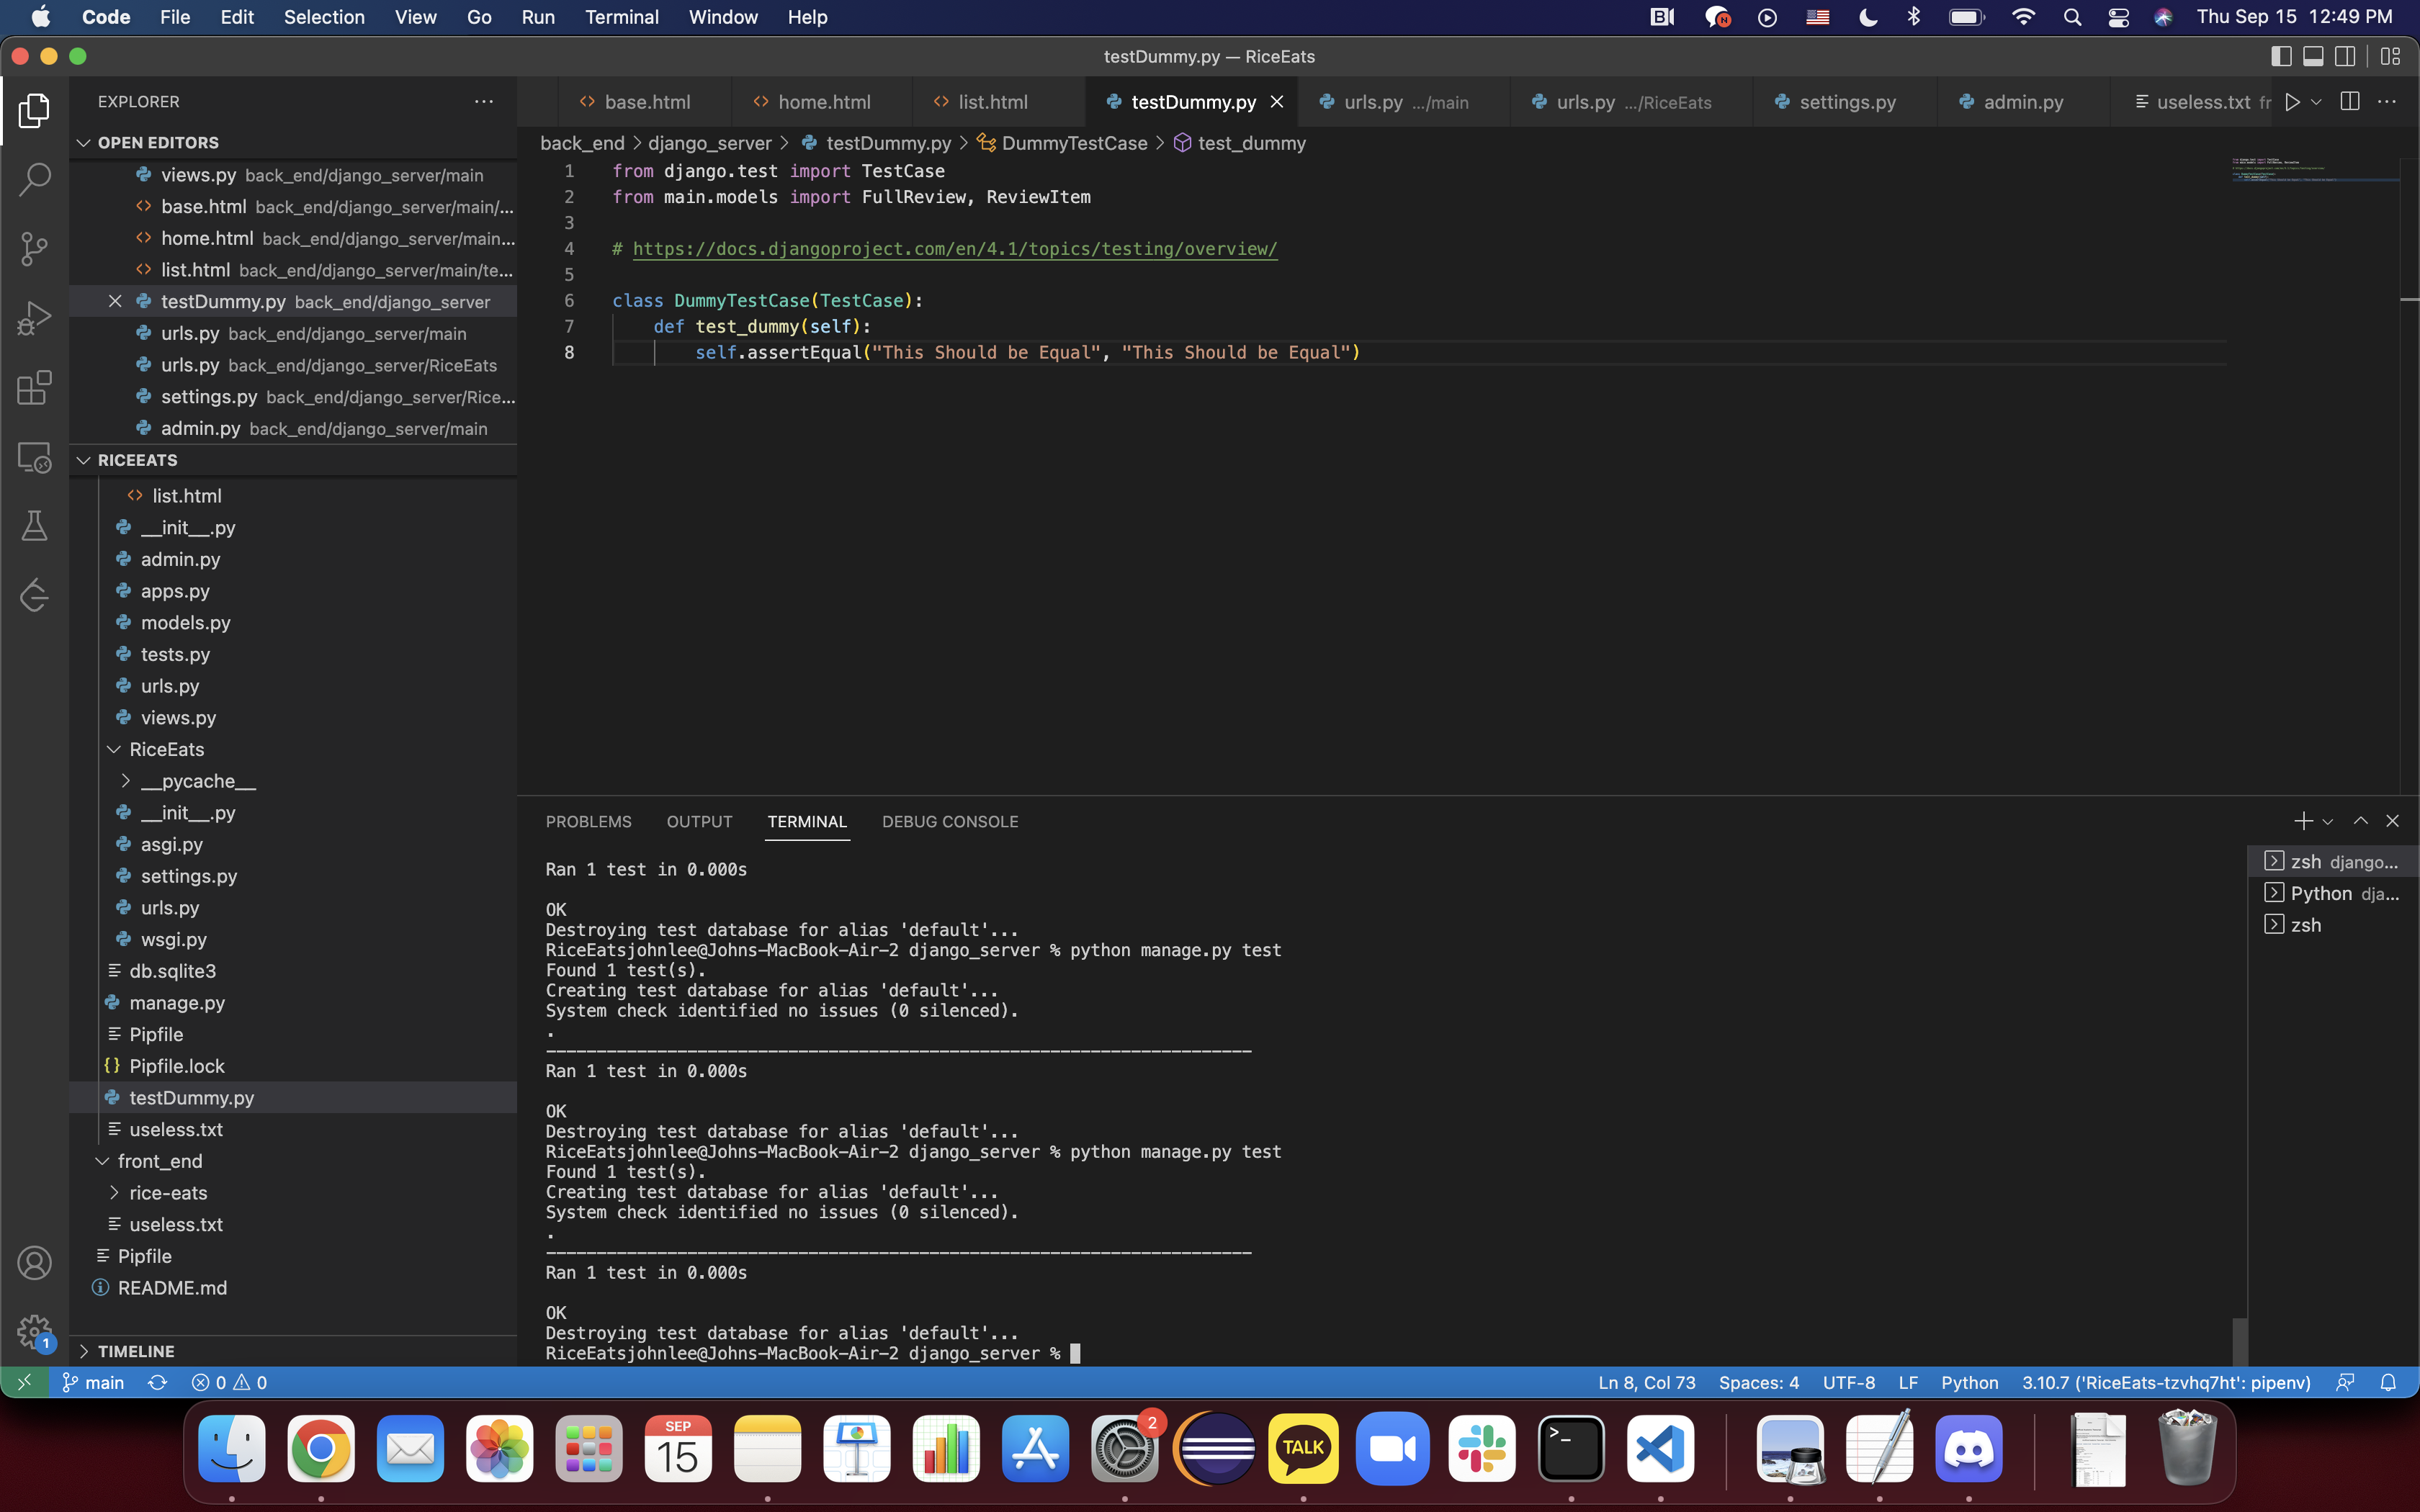 Code File Edit Selection View Go Run Terminal Window Help Thu Sep 15 12:49 PM
testDummy.py — RiceEats
EXPLORER
base.html
home.html
list.html
testDummy.py
urls.py .../main
urls.py .../RiceEats
settings.py
admin.py
useless.txt fr
OPEN EDITORS
views.py back_end/django_server/main
base.html back_end/django_server/main/...
home.html back_end/django_server/main...
list.html back_end/django_server/main/te...
testDummy.py back_end/django_server
urls.py back_end/django_server/main
urls.py back_end/django_server/RiceEats
settings.py back_end/django_server/Rice...
admin.py back_end/django_server/main
RICEEATS
list.html
__init__.py
admin.py
apps.py
models.py
tests.py
urls.py
views.py
RiceEats
__pycache__
__init__.py
asgi.py
settings.py
urls.py
wsgi.py
db.sqlite3
manage.py
Pipfile
Pipfile.lock
testDummy.py
useless.txt
front_end
rice-eats
useless.txt
Pipfile
README.md
TIMELINE
back_end > django_server > testDummy.py > DummyTestCase > test_dummy
1 from django.test import TestCase
2 from main.models import FullReview, ReviewItem
3
4 # https://docs.djangoproject.com/en/4.1/topics/testing/overview/
5
6 class DummyTestCase(TestCase):
7 def test_dummy(self):
8 self.assertEqual("This Should be Equal", "This Should be Equal")
PROBLEMS OUTPUT TERMINAL DEBUG CONSOLE
Ran 1 test in 0.000s
OK
Destroying test database for alias 'default'...
RiceEatsjohnlee@Johns-MacBook-Air-2 django_server % python manage.py test
Found 1 test(s).
Creating test database for alias 'default'...
System check identified no issues (0 silenced).
.
----------------------------------------------------------------------
Ran 1 test in 0.000s
OK
Destroying test database for alias 'default'...
RiceEatsjohnlee@Johns-MacBook-Air-2 django_server % python manage.py test
Found 1 test(s).
Creating test database for alias 'default'...
System check identified no issues (0 silenced).
.
----------------------------------------------------------------------
Ran 1 test in 0.000s
OK
Destroying test database for alias 'default'...
RiceEatsjohnlee@Johns-MacBook-Air-2 django_server %
zsh django...
Python dja...
zsh
1
main 0 0 Ln 8, Col 73 Spaces: 4 UTF-8 LF Python 3.10.7 ('RiceEats-tzvhq7ht': pipenv)
SEP
15
2
TALK